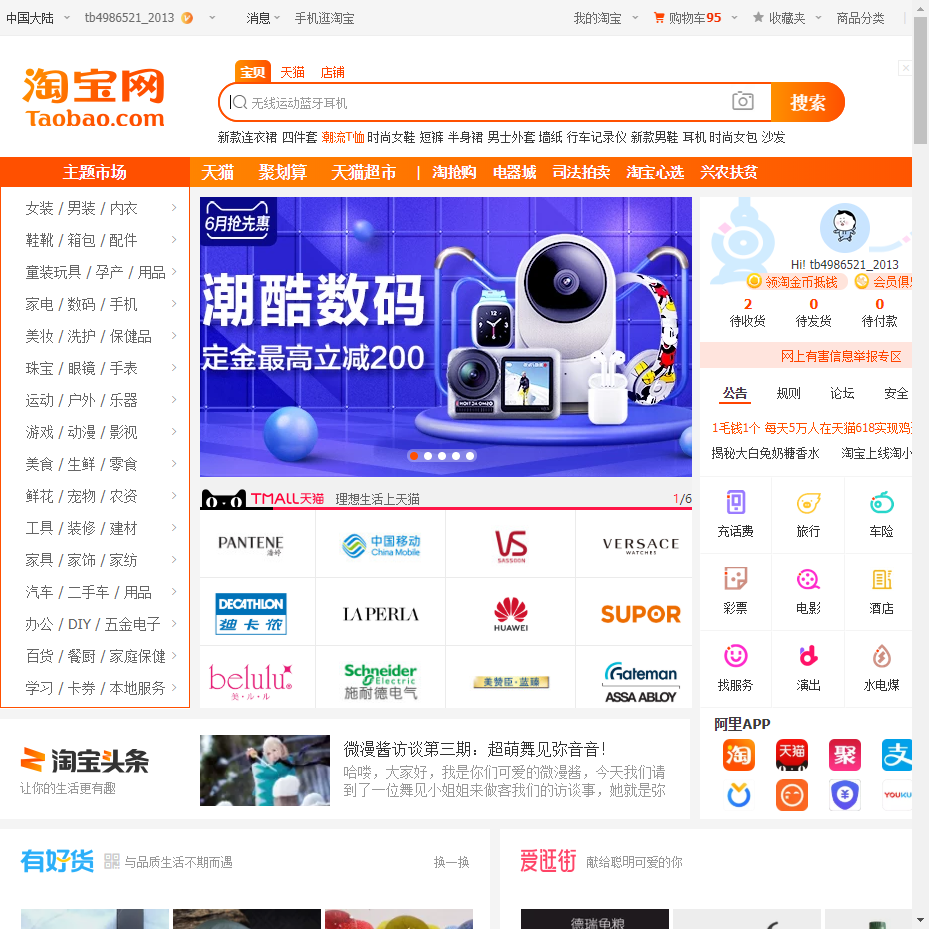 中国大陆 tb4986521_2013 消息 手机逛淘宝 我的淘宝 购物车95 收藏夹 商品分类
宝贝 天猫 店铺
淘宝网
Taobao.com
无线运动蓝牙耳机 搜索
新款连衣裙 四件套 潮流T恤 时尚女鞋 短裤 半身裙 男士外套 墙纸 行车记录仪 新款男鞋 耳机 时尚女包 沙发
主题市场 天猫 聚划算 天猫超市 | 淘抢购 电器城 司法拍卖 淘宝心选 兴农扶贫
女装 / 男装 / 内衣
鞋靴 / 箱包 / 配件
童装玩具 / 孕产 / 用品
家电 / 数码 / 手机
美妆 / 洗护 / 保健品
珠宝 / 眼镜 / 手表
运动 / 户外 / 乐器
游戏 / 动漫 / 影视
美食 / 生鲜 / 零食
鲜花 / 宠物 / 农资
工具 / 装修 / 建材
家具 / 家饰 / 家纺
汽车 / 二手车 / 用品
办公 / DIY / 五金电子
百货 / 餐厨 / 家庭保健
学习 / 卡券 / 本地服务
6月抢先惠
潮酷数码
定金最高立减200
TMALL天猫 理想生活上天猫 1/6
PANTENE
潘婷
中国移动
China Mobile
VS
SASSOON
VERSACE
WATCHES
DECATHLON
迪卡侬
LA PERLA
HUAWEI
SUPOR
belulu
美·ル·ル
Schneider
Electric
施耐德电气
美赞臣·蓝臻
Gateman
ASSA ABLOY
Hi! tb4986521_2013
领淘金币抵钱 会员俱
2 0 0
待收货 待发货 待付款
网上有害信息举报专区
公告 规则 论坛 安全
1毛钱1个 每天5万人在天猫618实现鸡
揭秘大白兔奶糖香水 淘宝上线淘小
充话费 旅行 车险
彩票 电影 酒店
找服务 演出 水电煤
阿里APP
淘 天猫 聚 支
YOUKU
淘宝头条
让你的生活更有趣
微漫酱访谈第三期：超萌舞见弥音音！
哈喽，大家好，我是你们可爱的微漫酱，今天我们请
到了一位舞见小姐姐来做客我们的访谈事，她就是弥
有好货 与品质生活不期而遇 换一换
爱逛街 献给聪明可爱的你
德瑞龟粮